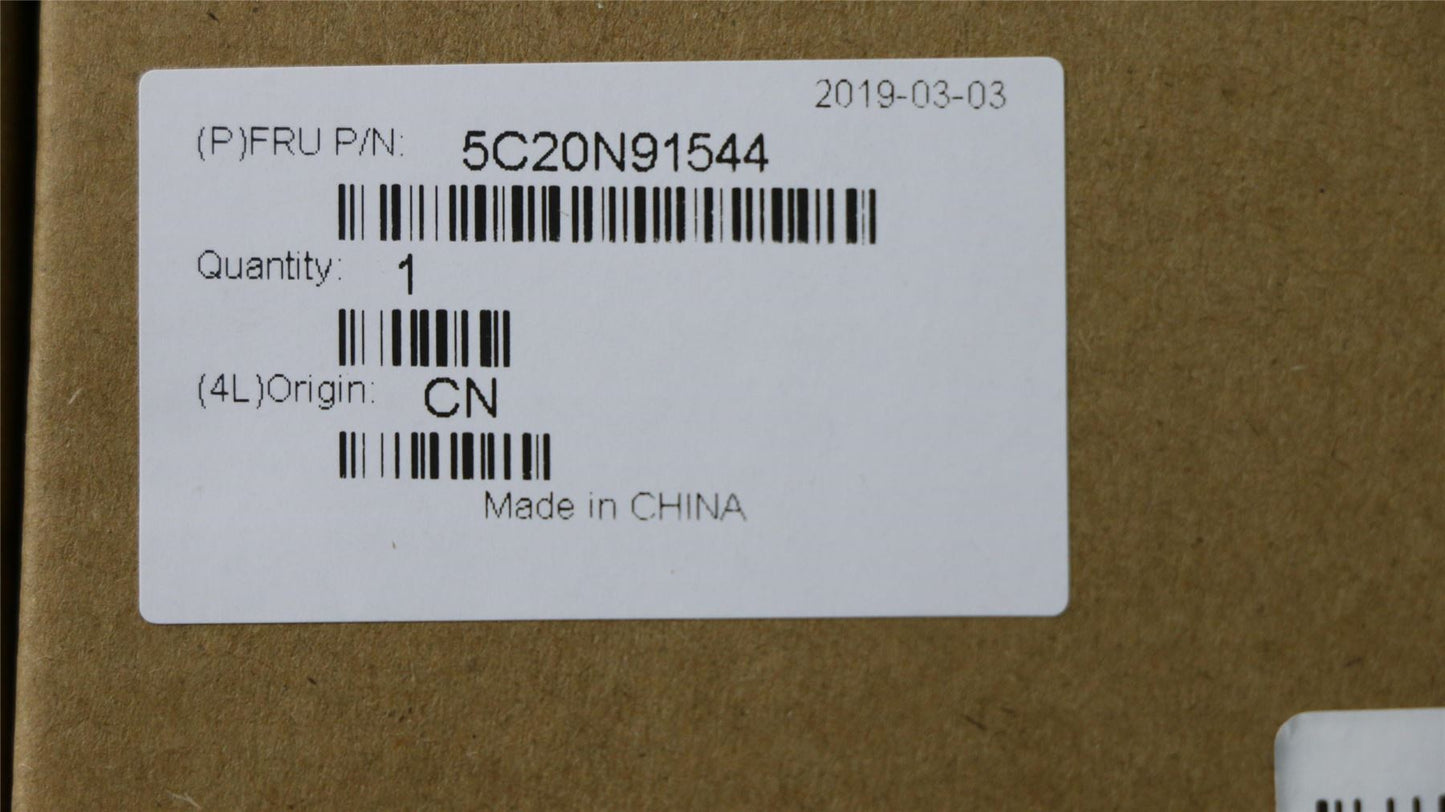 2019-03-03
(P)FRU P/N: 5C20N91544
Quantity: 1
(4L)Origin: CN
Made in CHINA